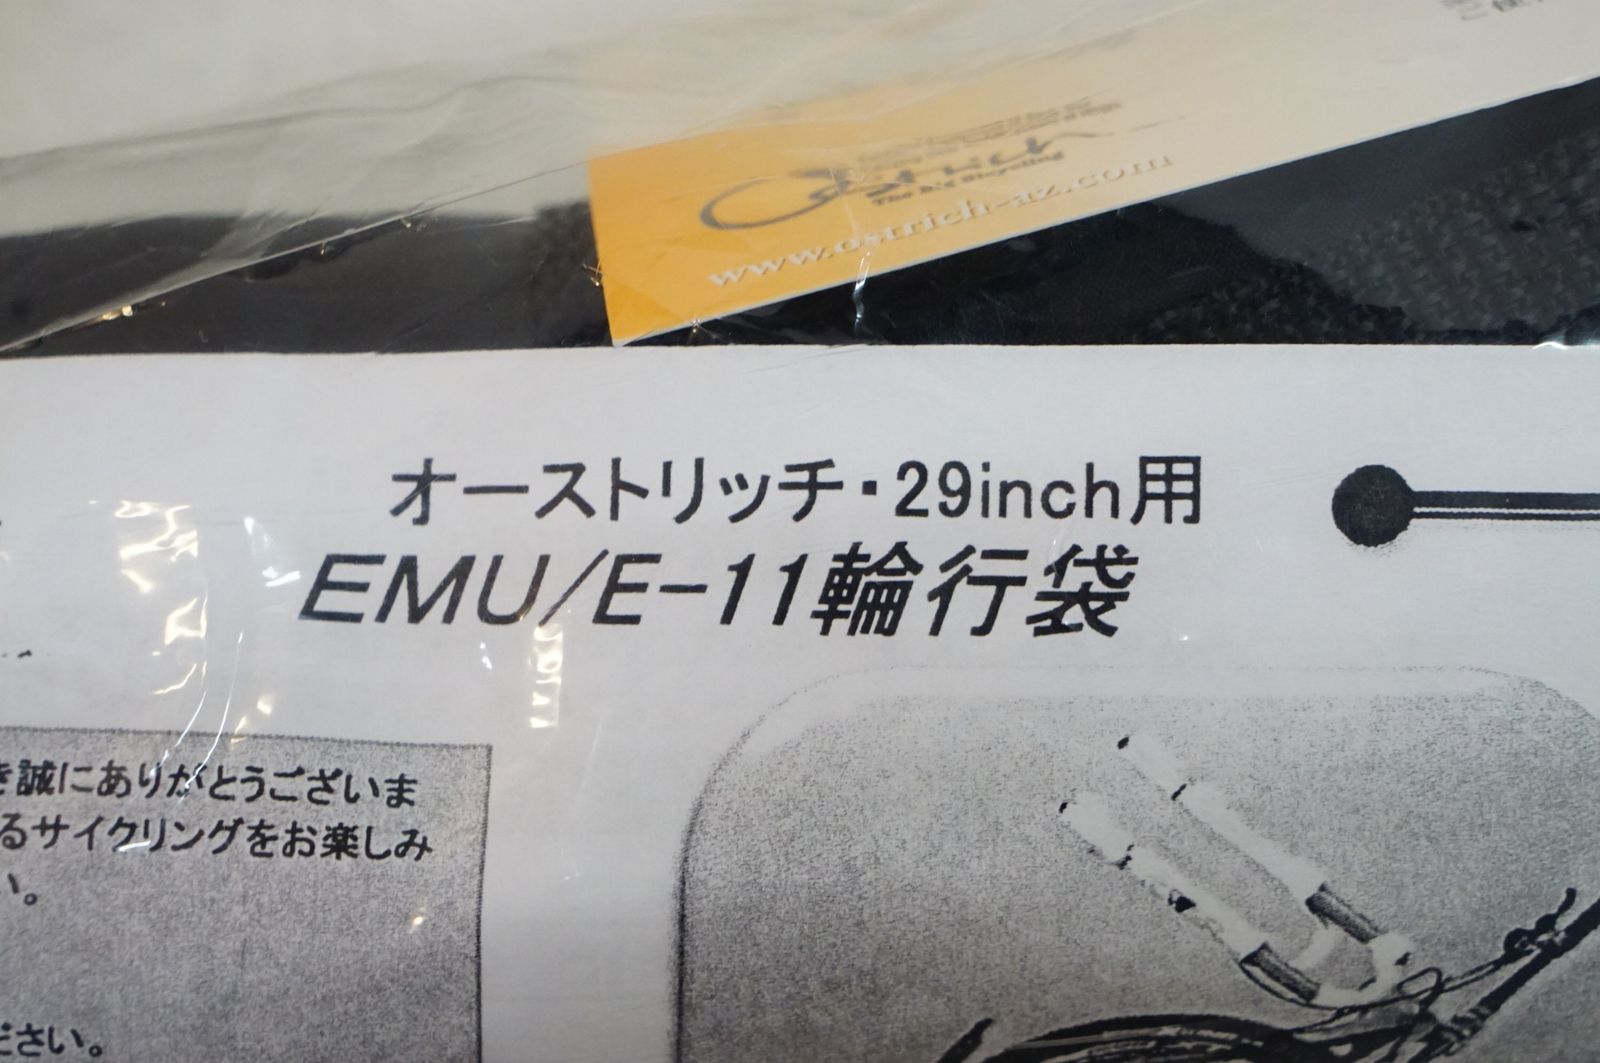 www.ostrich-az.com
オーストリッチ・29inch用
EMU/E-11輪行袋
誠にありがとうございま
るサイクリングをお楽しみ
い。
ださい。